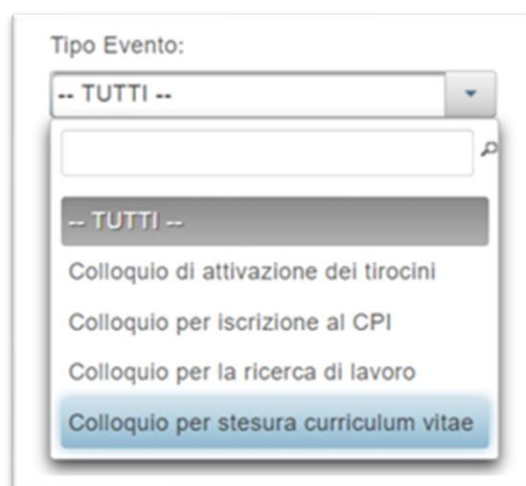 Tipo Evento:
-- TUTTI --
-- TUTTI --
Colloquio di attivazione dei tirocini
Colloquio per iscrizione al CPI
Colloquio per la ricerca di lavoro
Colloquio per stesura curriculum vitae